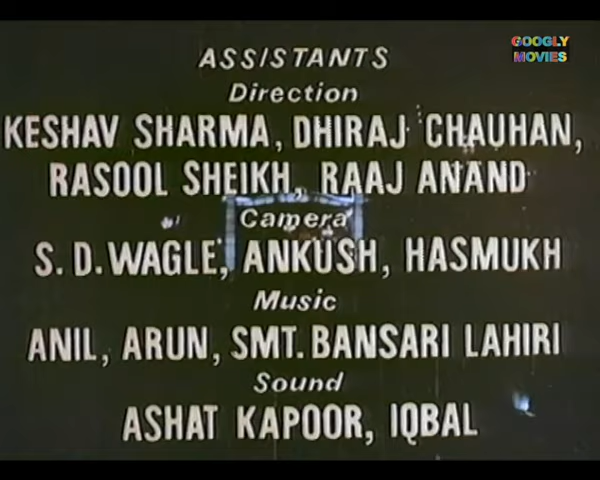 GOOGLY
MOVIES
ASSISTANTS
Direction
KESHAV SHARMA, DHIRAJ CHAUHAN,
RASOOL SHEIKH, RAAJ ANAND
Camera
S. D. WAGLE, ANKUSH, HASMUKH
Music
ANIL, ARUN, SMT. BANSARI LAHIRI
Sound
ASHAT KAPOOR, IQBAL